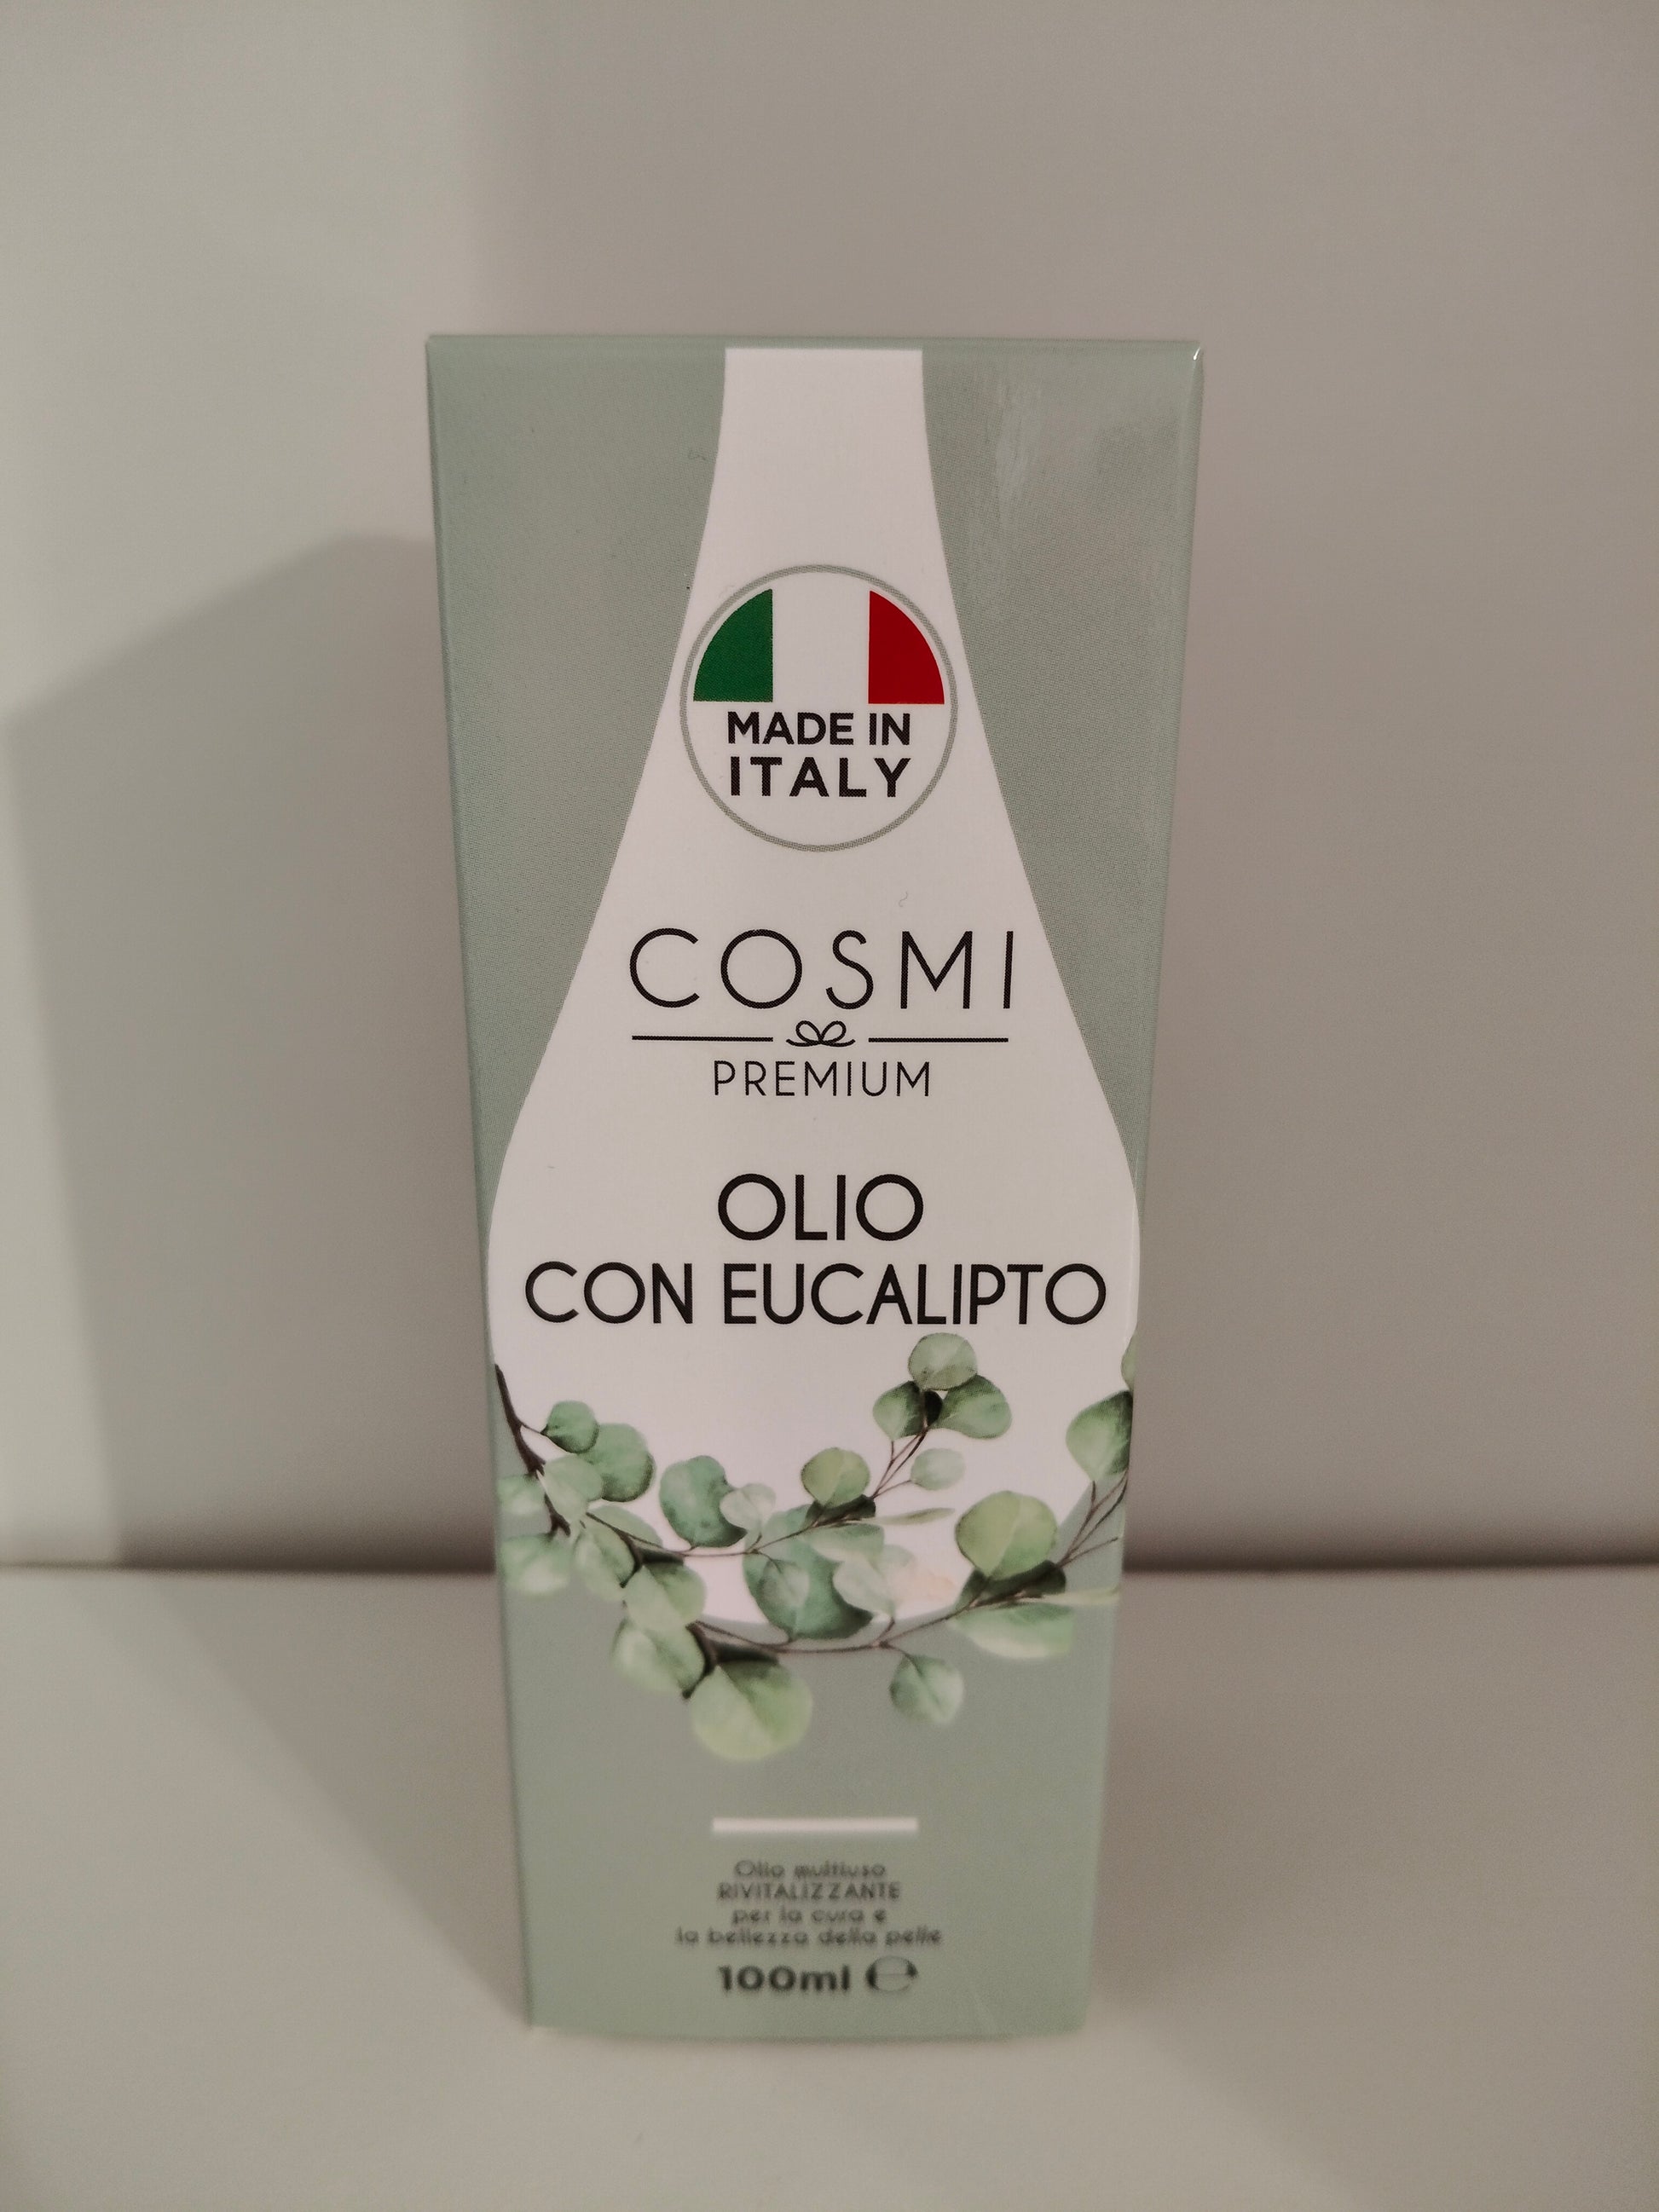 MADE IN
ITALY
COSMI
PREMIUM
OLIO
CON EUCALIPTO
Olio multiuso
RIVITALIZZANTE
per la cura e
la bellezza della pelle
100ml ℮